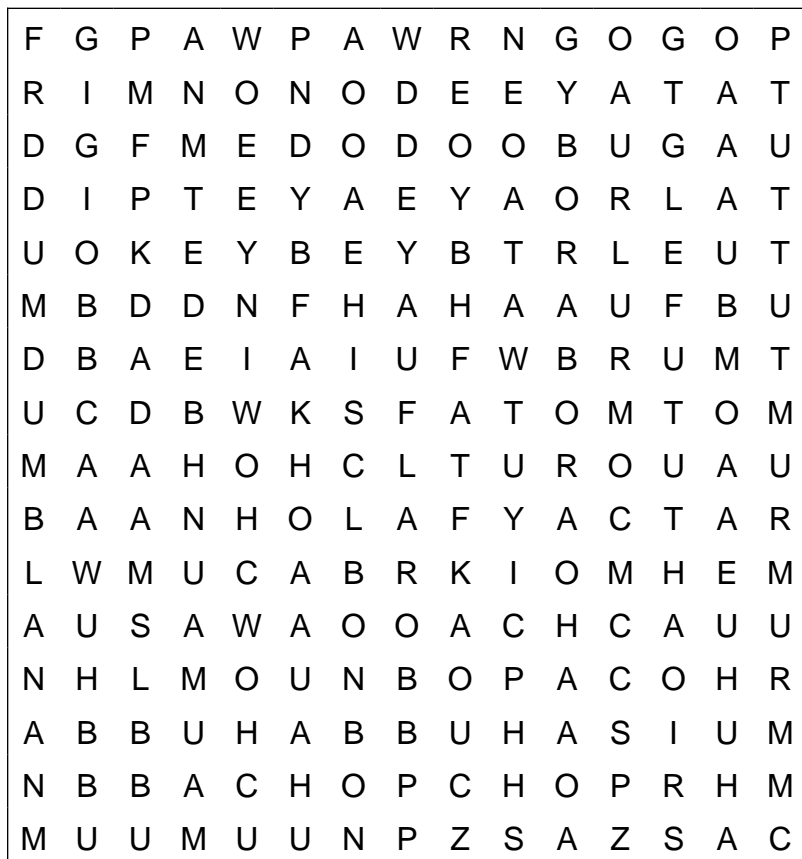 F G P A W P A W R N G O G O P
R I M N O N O D E E Y A T A T
D G F M E D O D O O B U G A U
D I P T E Y A E Y A O R L A T
U O K E Y B E Y B T R L E U T
M B D D N F H A H A A U F B U
D B A E I A I U F W B R U M T
U C D B W K S F A T O M T O M
M A A H O H C L T U R O U A U
B A A N H O L A F Y A C T A R
L W M U C A B R K I O M H E M
A U S A W A O O A C H C A U U
N H L M O U N B O P A C O H R
A B B U H A B B U H A S I U M
N B B A C H O P C H O P R H M
M U U M U U N P Z S A Z S A C